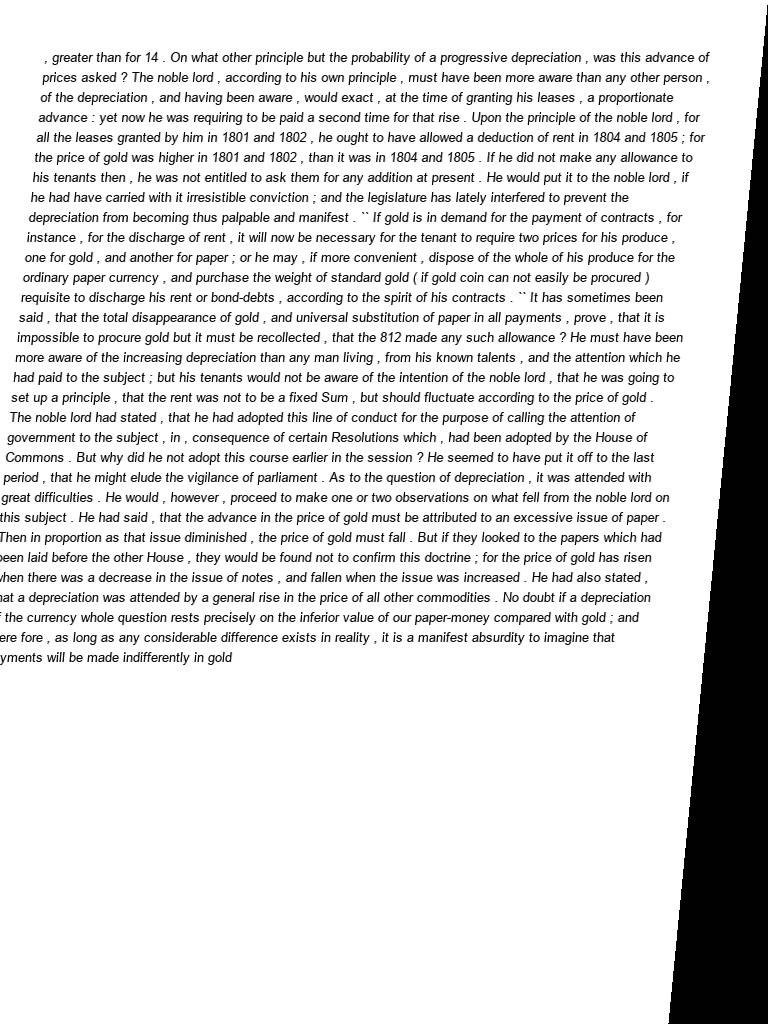 , greater than for 14 . On what other principle but the probability of a progressive depreciation , was this advance of
prices asked ? The noble lord , according to his own principle , must have been more aware than any other person ,
of the depreciation , and having been aware , would exact , at the time of granting his leases , a proportionate
advance : yet now he was requiring to be paid a second time for that rise . Upon the principle of the noble lord , for
all the leases granted by him in 1801 and 1802 , he ought to have allowed a deduction of rent in 1804 and 1805 ; for
the price of gold was higher in 1801 and 1802 , than it was in 1804 and 1805 . If he did not make any allowance to
his tenants then , he was not entitled to ask them for any addition at present . He would put it to the noble lord , if
he had have carried with it irresistible conviction ; and the legislature has lately interfered to prevent the
depreciation from becoming thus palpable and manifest . `` If gold is in demand for the payment of contracts , for
instance , for the discharge of rent , it will now be necessary for the tenant to require two prices for his produce ,
one for gold , and another for paper ; or he may , if more convenient , dispose of the whole of his produce for the
ordinary paper currency , and purchase the weight of standard gold ( if gold coin can not easily be procured )
requisite to discharge his rent or bond-debts , according to the spirit of his contracts . `` It has sometimes been
said , that the total disappearance of gold , and universal substitution of paper in all payments , prove , that it is
impossible to procure gold but it must be recollected , that the 812 made any such allowance ? He must have been
more aware of the increasing depreciation than any man living , from his known talents , and the attention which he
had paid to the subject ; but his tenants would not be aware of the intention of the noble lord , that he was going to
set up a principle , that the rent was not to be a fixed Sum , but should fluctuate according to the price of gold .
The noble lord had stated , that he had adopted this line of conduct for the purpose of calling the attention of
government to the subject , in , consequence of certain Resolutions which , had been adopted by the House of
Commons . But why did he not adopt this course earlier in the session ? He seemed to have put it off to the last
period , that he might elude the vigilance of parliament . As to the question of depreciation , it was attended with
great difficulties . He would , however , proceed to make one or two observations on what fell from the noble lord on
this subject . He had said , that the advance in the price of gold must be attributed to an excessive issue of paper .
Then in proportion as that issue diminished , the price of gold must fall . But if they looked to the papers which had
been laid before the other House , they would be found not to confirm this doctrine ; for the price of gold has risen
when there was a decrease in the issue of notes , and fallen when the issue was increased . He had also stated ,
hat a depreciation was attended by a general rise in the price of all other commodities . No doubt if a depreciation
f the currency whole question rests precisely on the inferior value of our paper-money compared with gold ; and
ere fore , as long as any considerable difference exists in reality , it is a manifest absurdity to imagine that
yments will be made indifferently in gold